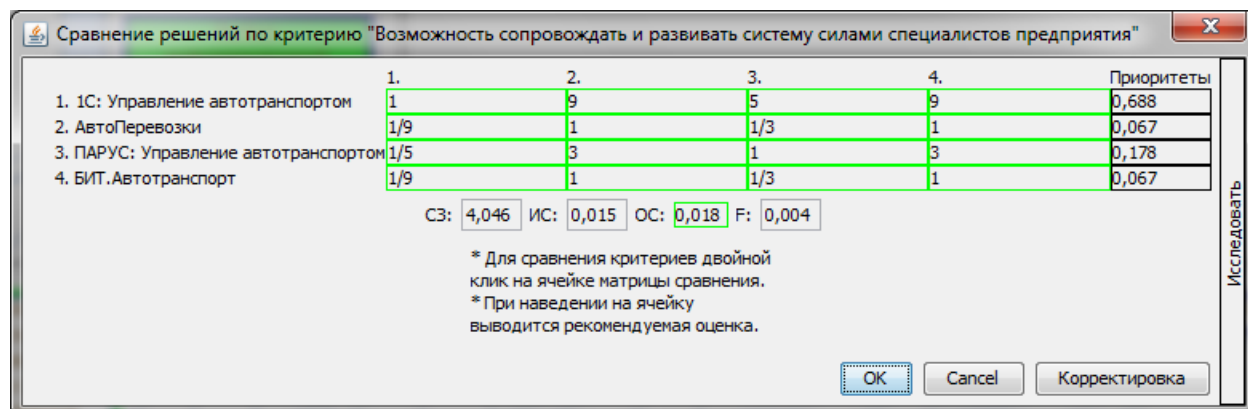 Сравнение решений по критерию "Возможность сопровождать и развивать систему силами специалистов предприятия"
1. 2. 3. 4. Приоритеты
1. 1С: Управление автотранспортом 1 9 5 9 0,688
2. АвтоПеревозки 1/9 1 1/3 1 0,067
3. ПАРУС: Управление автотранспортом 1/5 3 1 3 0,178
4. БИТ.Автотранспорт 1/9 1 1/3 1 0,067
СЗ: 4,046 ИС: 0,015 ОС: 0,018 F: 0,004
* Для сравнения критериев двойной
клик на ячейке матрицы сравнения.
* При наведении на ячейку
выводится рекомендуемая оценка.
Исследовать
OK Cancel Корректировка